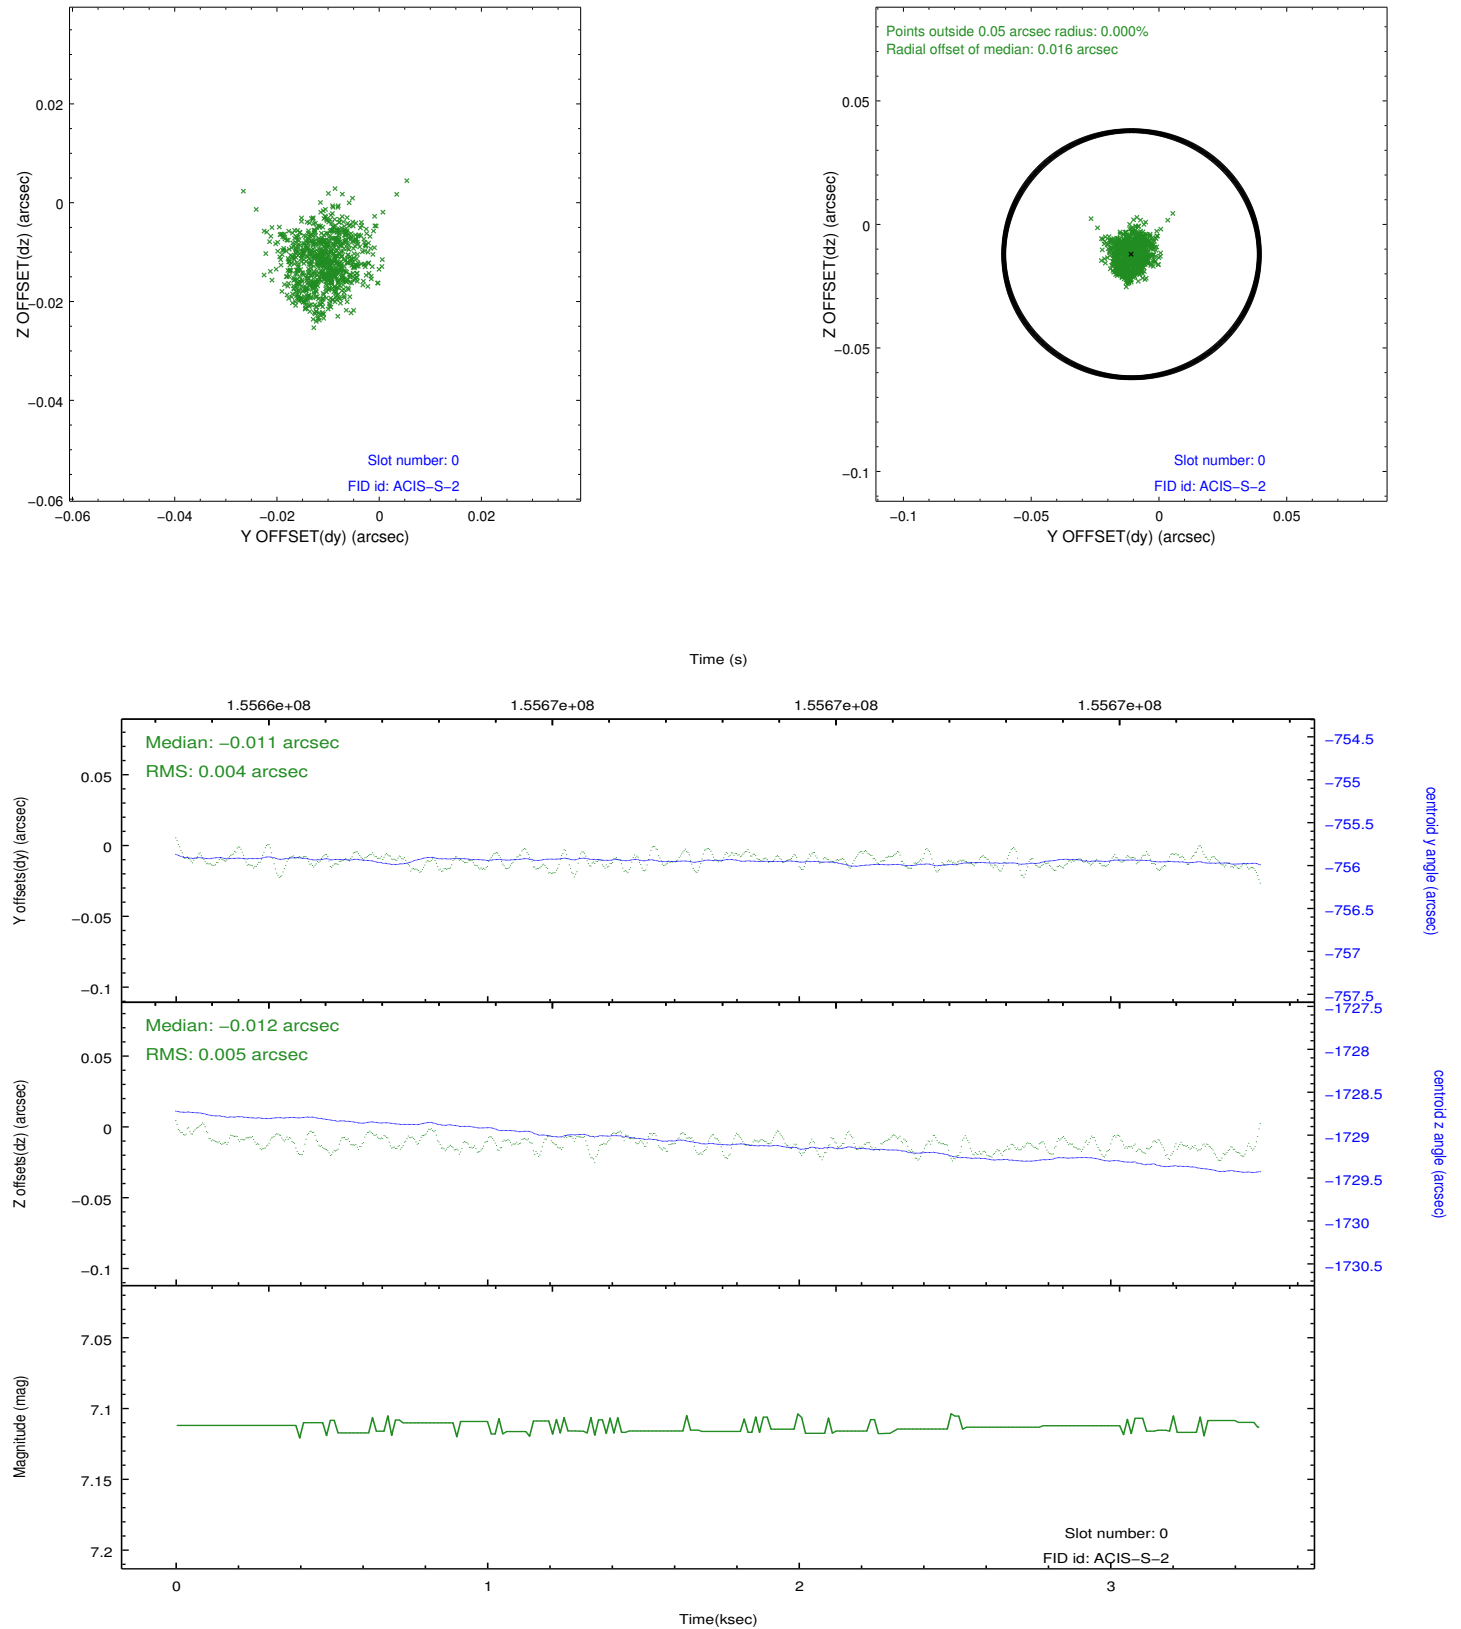 0.02
0
−0.02
−0.04
−0.06
Z OFFSET(dz) (arcsec)
Slot number: 0
FID id: ACIS−S−2
−0.06
−0.04
−0.02
0
0.02
Y OFFSET(dy) (arcsec)
Points outside 0.05 arcsec radius: 0.000%
Radial offset of median: 0.016 arcsec
0.05
0
−0.05
−0.1
Z OFFSET(dz) (arcsec)
Slot number: 0
FID id: ACIS−S−2
−0.1
−0.05
0
0.05
Y OFFSET(dy) (arcsec)
Time (s)
1.5566e+08
1.5567e+08
1.5567e+08
1.5567e+08
Median: −0.011 arcsec
RMS: 0.004 arcsec
0.05
0
−0.05
−0.1
Y offsets(dy) (arcsec)
−754.5
−755
−755.5
−756
−756.5
−757
−757.5
centroid y angle (arcsec)
Median: −0.012 arcsec
RMS: 0.005 arcsec
0.05
0
−0.05
−0.1
Z offsets(dz) (arcsec)
−1727.5
−1728
−1728.5
−1729
−1729.5
−1730
−1730.5
centroid z angle (arcsec)
7.05
7.1
7.15
7.2
Magnitude (mag)
Slot number: 0
FID id: ACIS−S−2
0
1
2
3
Time(ksec)